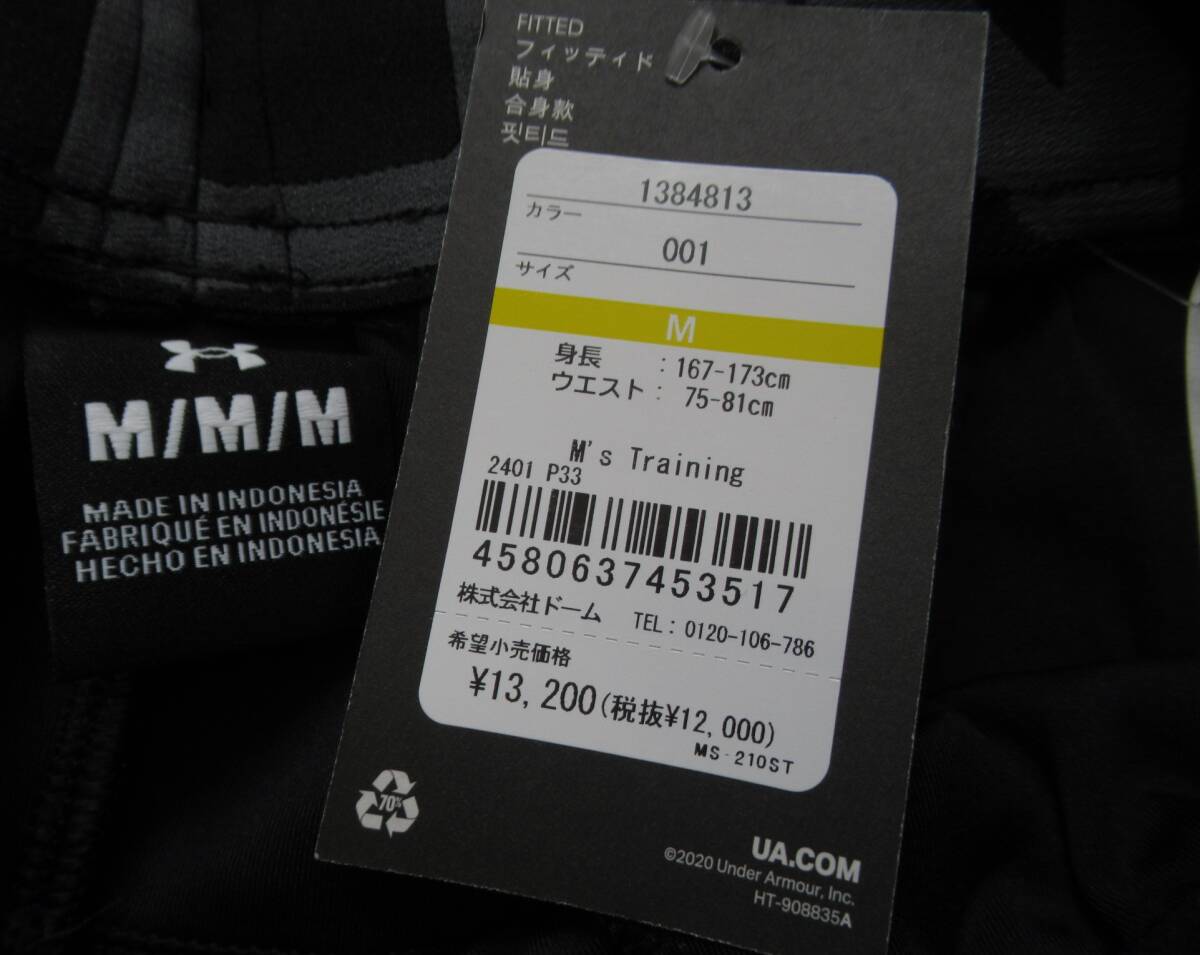 FITTED
フィッティド
貼身
合身款
핏티드
1384813
カラー
001
サイズ
M
身長 : 167-173cm
ウエスト : 75-81cm
M's Training
2401 P33
4580637453517
株式会社ドーム TEL: 0120-106-786
希望小売価格
¥13,200(税抜¥12,000)
MS-210ST
70%
UA.COM
©2020 Under Armour, Inc.
HT-908835A
M/M/M
MADE IN INDONESIA
FABRIQUÉ EN INDONÉSIE
HECHO EN INDONESIA